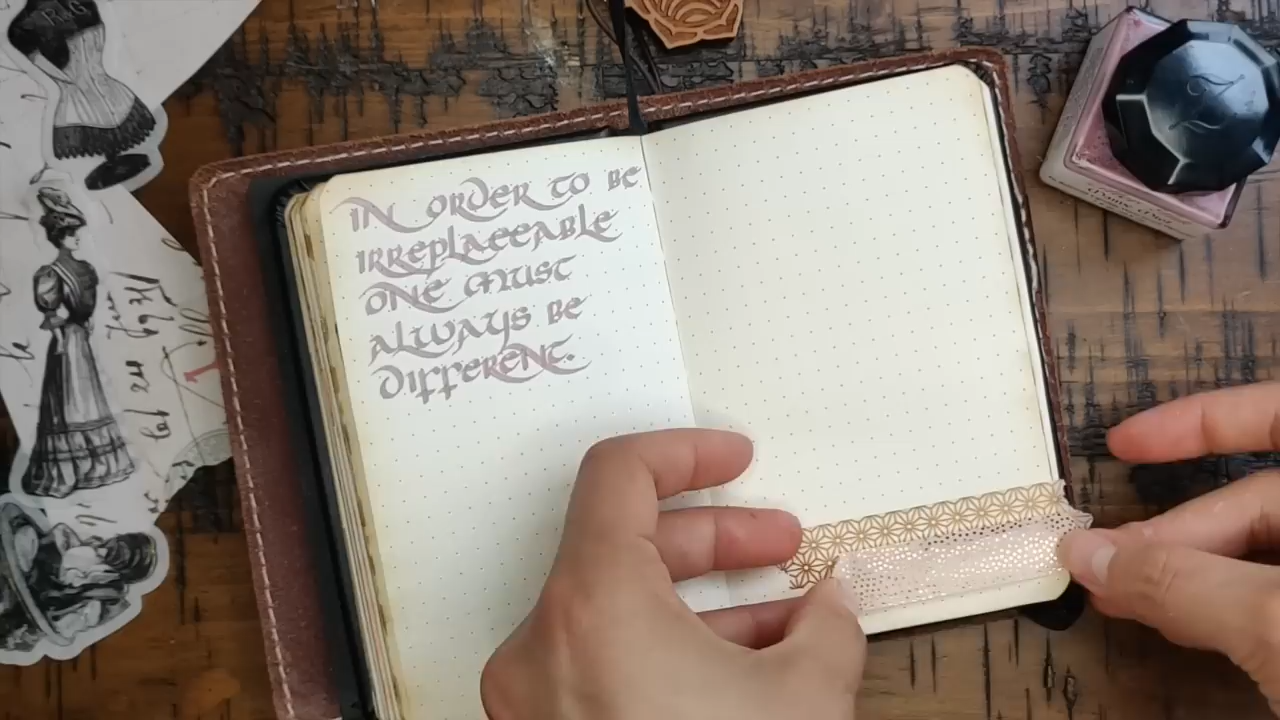 IN ORDER TO BE
IRREPLACEABLE
ONE MUST
ALWAYS BE
DIFFERENT.